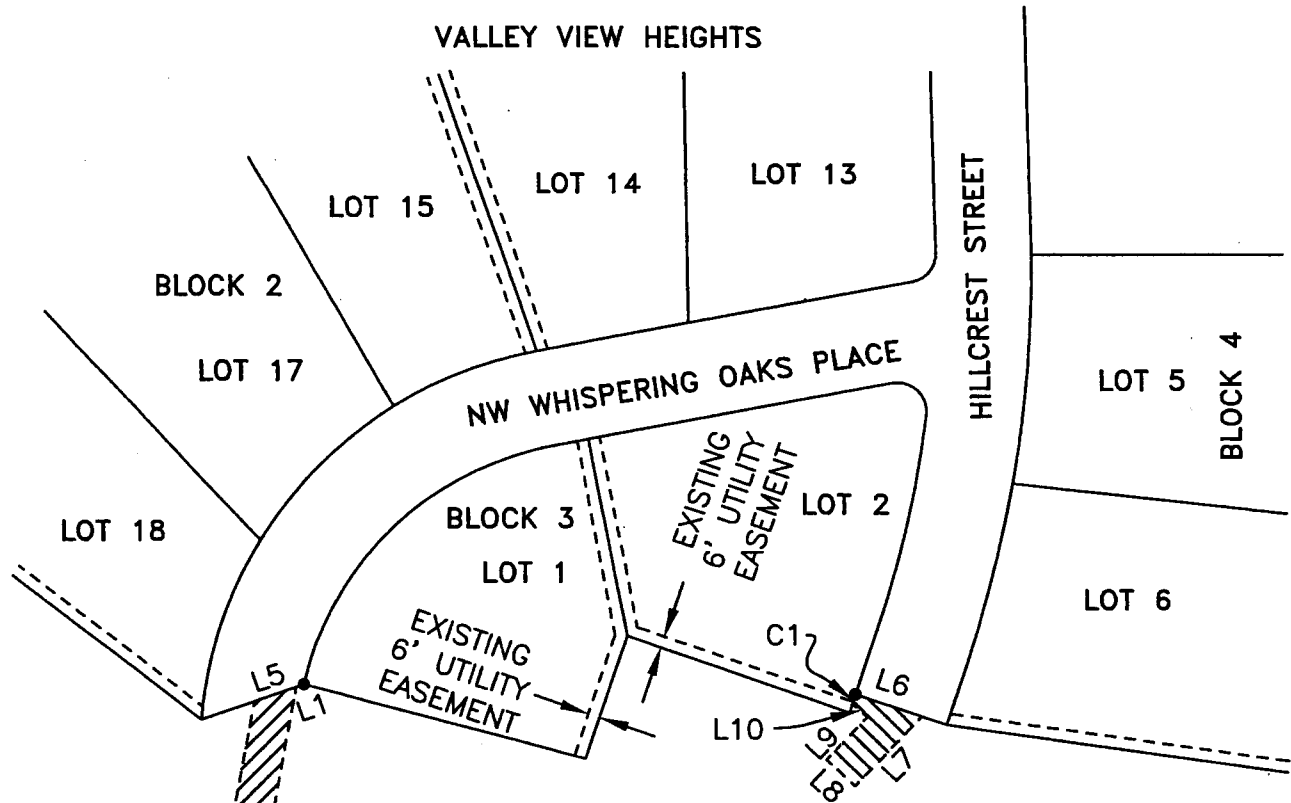 VALLEY VIEW HEIGHTS
LOT 15
LOT 14
LOT 13
HILLCREST STREET
BLOCK 2
LOT 17
LOT 18
NW WHISPERING OAKS PLACE
LOT 5
BLOCK 4
LOT 6
BLOCK 3
LOT 1
EXISTING
6' UTILITY
EASEMENT
LOT 2
EXISTING
6' UTILITY
EASEMENT
C1
L5
L1
L6
L10
L9
L8
L7